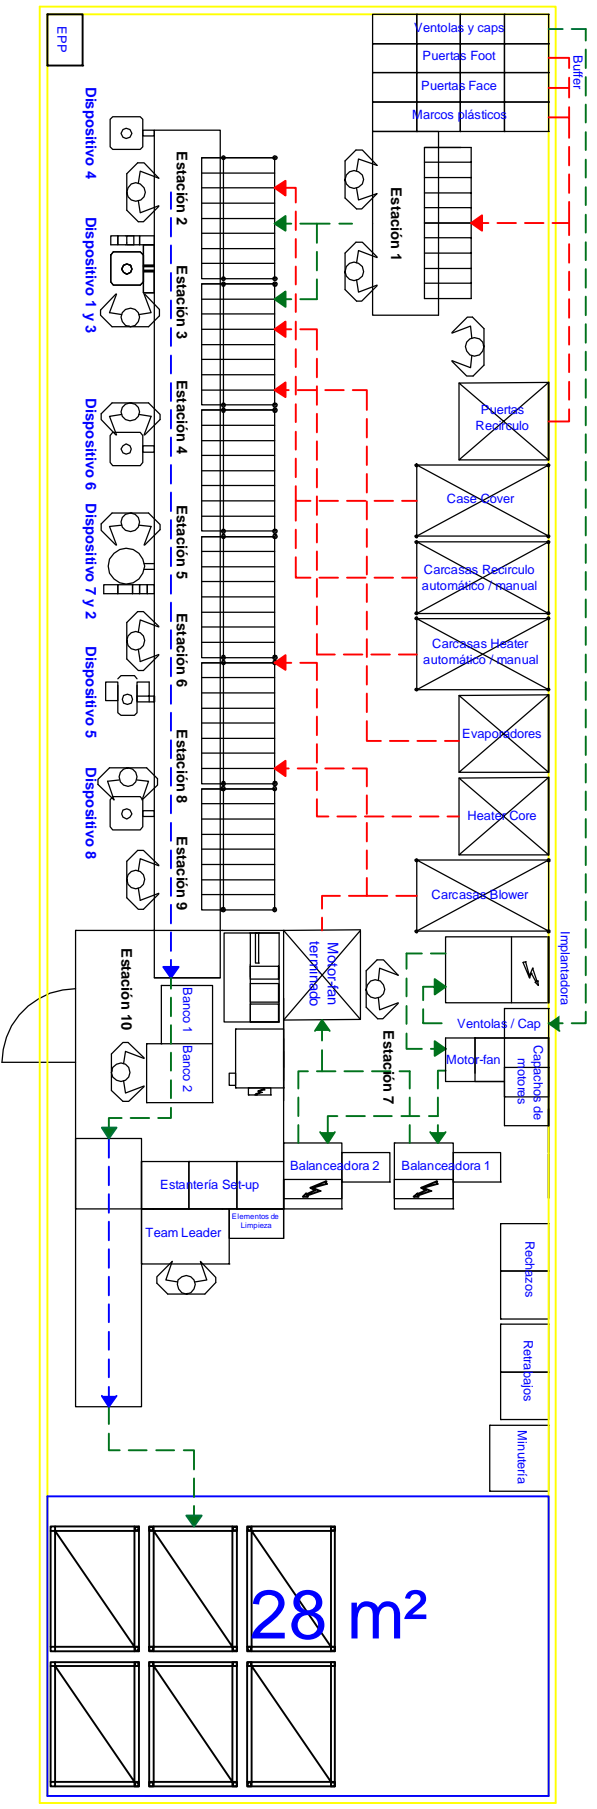 EPP
Ventolas y caps
Puertas Foot
Puertas Face
Marcos plásticos
Buffer
Dispositivo 4
Estación 2
Estación 1
Dispositivo 1 y 3
Estación 3
Puertas
Recirculo
Dispositivo 6
Estación 4
Case Cover
Dispositivo 7 y 2
Estación 5
Carcasas Recirculo
automático / manual
Estación 6
Carcasas Heater
automático / manual
Dispositivo 5
Evaporadores
Estación 8
Dispositivo 8
Heater Core
Estación 9
Carcasas Blower
Motor-fan
terminado
Implantadora
Estación 10
Banco 1
Banco 2
Ventolas / Cap
Estación 7
Motor-fan
Capachos de
motores
Balanceadora 2
Balanceadora 1
Estantería Set-up
Team Leader
Elementos de
Limpieza
Rechazos
Retrabajos
Minutería
28 m²